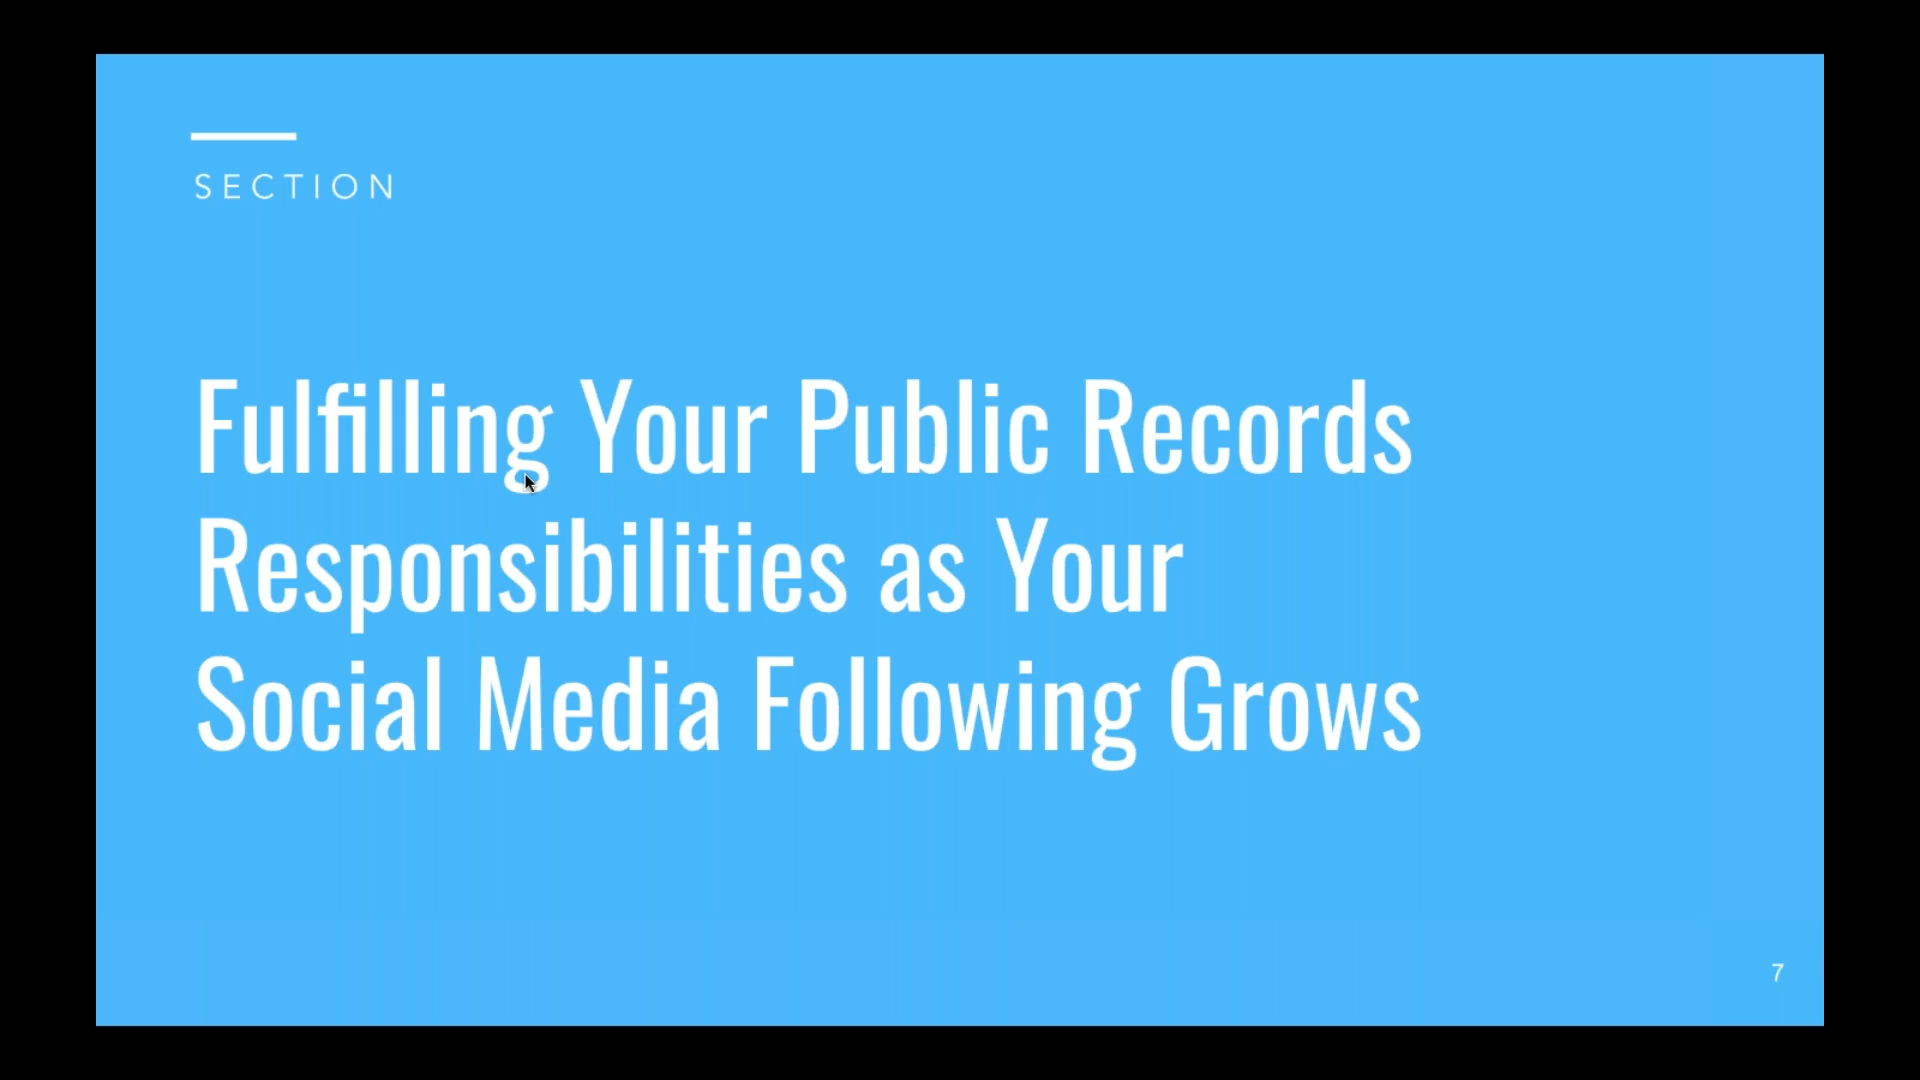 SECTION
Fulfilling Your Public Records
Responsibilities as Your
Social Media Following Grows
7